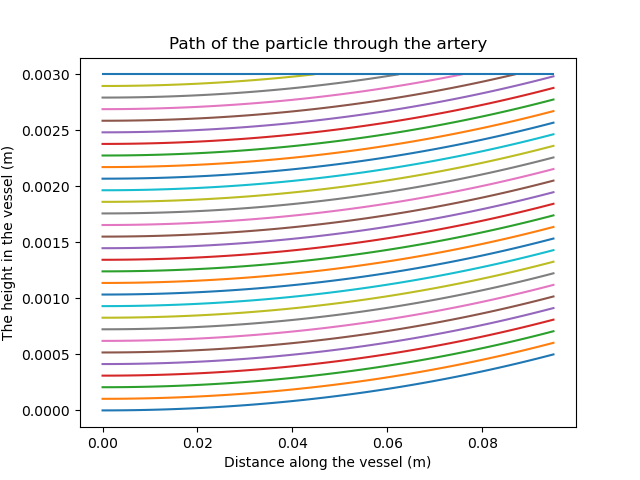 Path of the particle through the artery
The height in the vessel (m)
0.0030
0.0025
0.0020
0.0015
0.0010
0.0005
0.0000
0.00 0.02 0.04 0.06 0.08
Distance along the vessel (m)